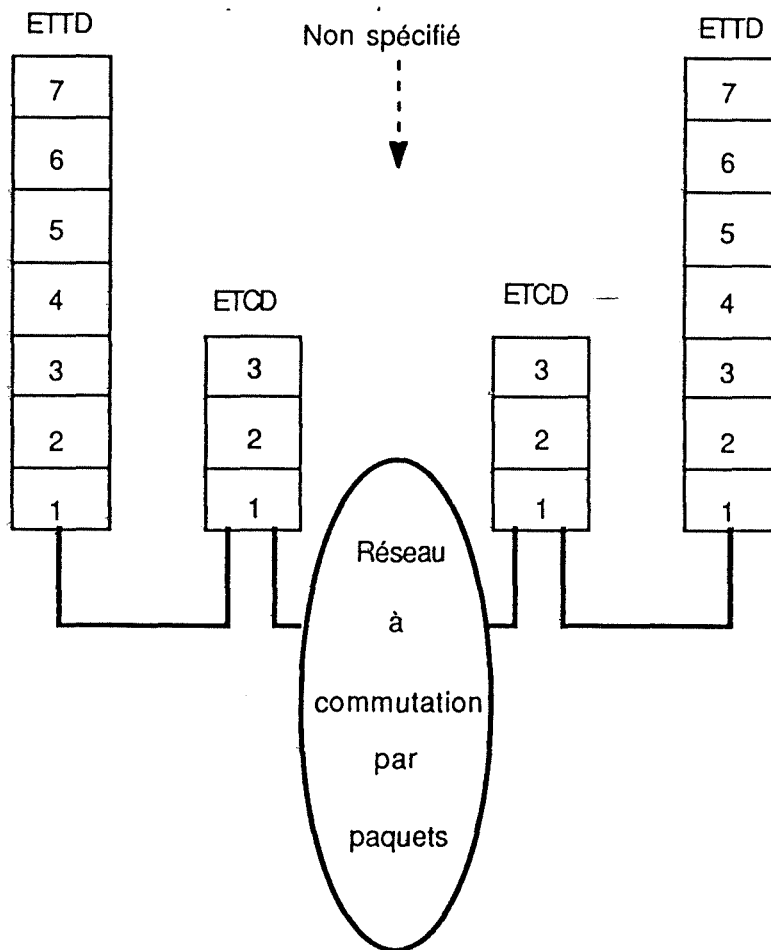 ETTD
Non spécifié
ETTD
7
6
5
4
3
2
1
ETCD
3
2
1
ETCD
3
2
1
7
6
5
4
3
2
1
Réseau
à
commutation
par
paquets